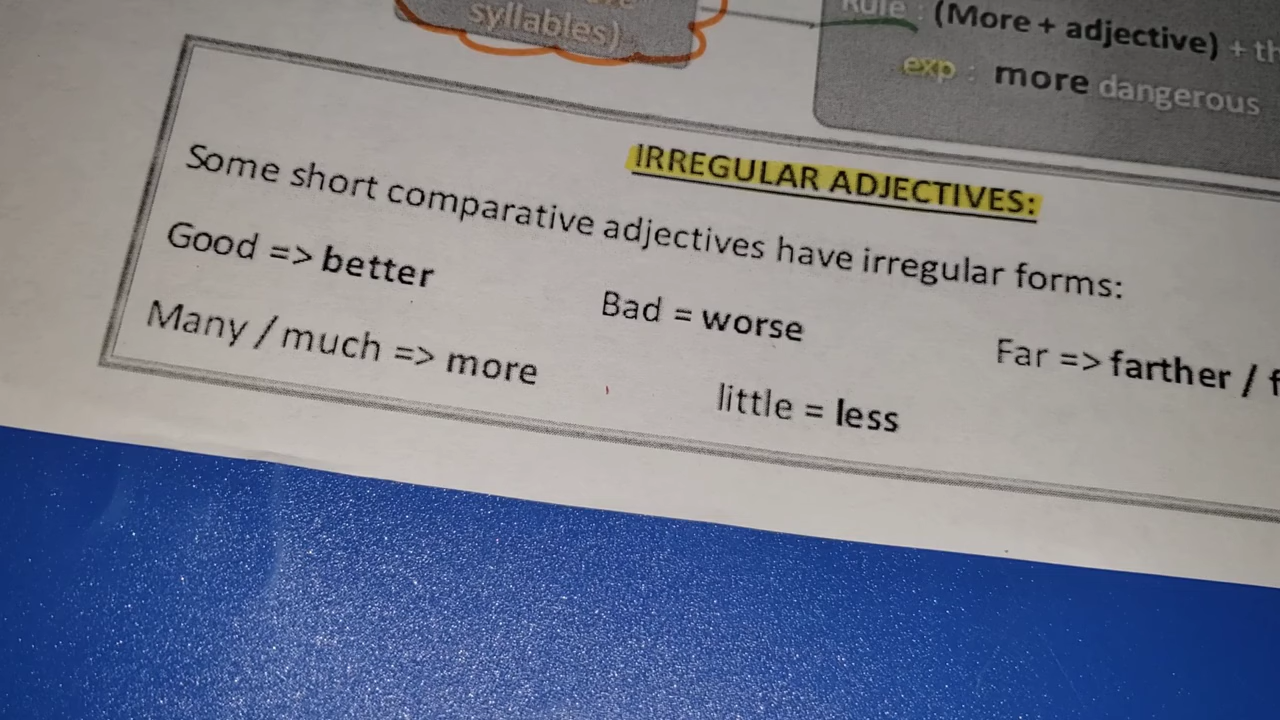 syllables)
Rule : (More + adjective) + th
exp : more dangerous
IRREGULAR ADJECTIVES:
Some short comparative adjectives have irregular forms:
Good => better Bad = worse Far => farther / f
Many / much => more little = less